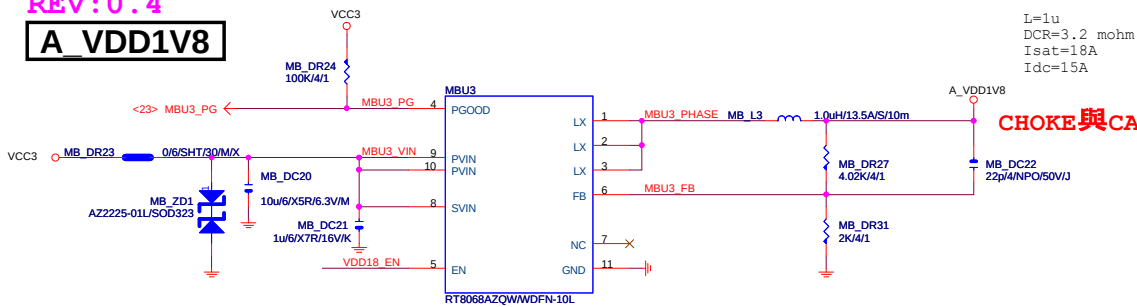 REV:0.4
A_VDD1V8
VCC3
L=1u
DCR=3.2 mohm
Isat=18A
Idc=15A
MB_DR24
100K/4/1
MBU3
A_VDD1V8
<23> MBU3_PG
MBU3_PG
4
PGOOD
LX
1
MBU3_PHASE
MB_L3
1.0uH/13.5A/S/10m
CHOKE與CA
LX
2
VCC3
MB_DR23
0/6/SHT/30/M/X
MBU3_VIN
9
PVIN
10
PVIN
LX
3
MB_DR27
4.02K/4/1
MB_DC22
22p/4/NPO/50V/J
MB_DC20
10u/6/X5R/6.3V/M
1
MB_ZD1
AZ2225-01L/SOD323
8
SVIN
FB
6
MBU3_FB
MB_DC21
1u/6/X7R/16V/K
MB_DR31
2K/4/1
NC
7
VDD18_EN
5
EN
GND
11
RT8068AZQW/WDFN-10L